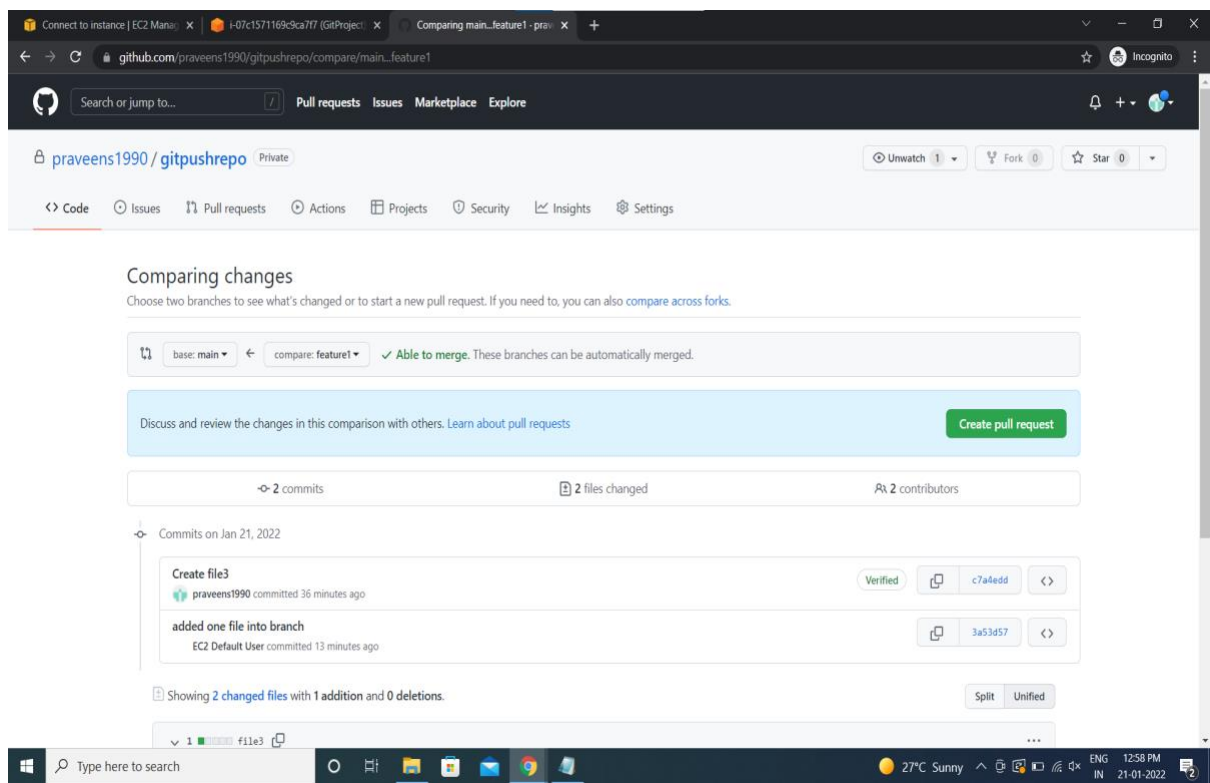 Connect to instance | EC2 Manag
i-07c1571169c9ca7f7 (GitProject
Comparing main...feature1 · prav
github.com/praveens1990/gitpushrepo/compare/main...feature1
Incognito
Search or jump to...
/
Pull requests Issues Marketplace Explore
praveens1990 / gitpushrepo Private
Unwatch 1
Fork 0
Star 0
<> Code Issues Pull requests Actions Projects Security Insights Settings
Comparing changes
Choose two branches to see what's changed or to start a new pull request. If you need to, you can also compare across forks.
base: main ← compare: feature1 ✓ Able to merge. These branches can be automatically merged.
Discuss and review the changes in this comparison with others. Learn about pull requests
Create pull request
2 commits 2 files changed 2 contributors
Commits on Jan 21, 2022
Create file3
Verified c7a4edd <>
praveens1990 committed 36 minutes ago
added one file into branch
3a53d57 <>
EC2 Default User committed 13 minutes ago
Showing 2 changed files with 1 addition and 0 deletions.
Split Unified
1 file3 ...
Type here to search
27°C Sunny
ENG
IN
12:58 PM
21-01-2022
2